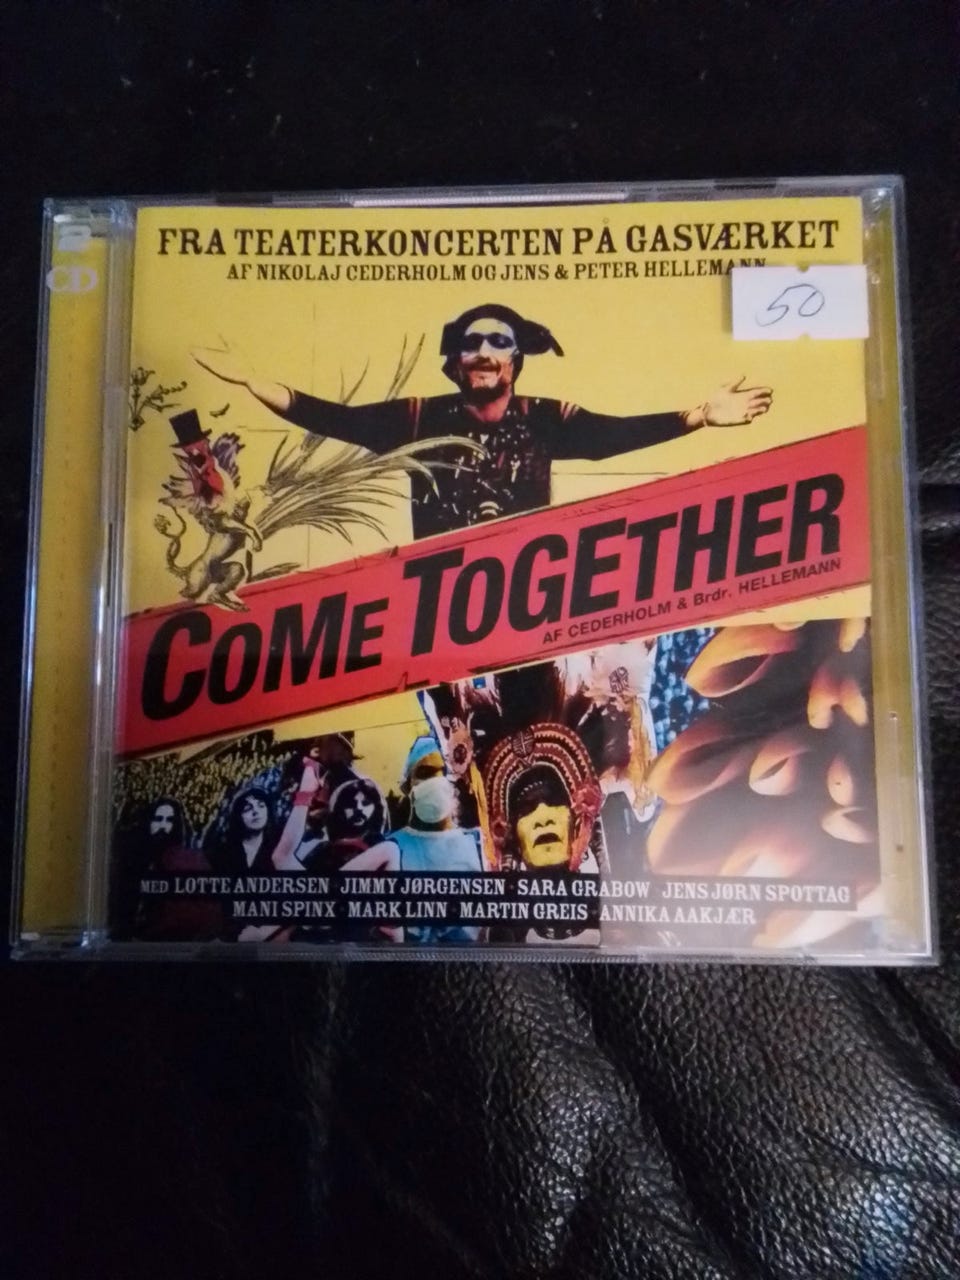 2
CD
FRA TEATERKONCERTEN PÅ GASVÆRKET
AF NIKOLAJ CEDERHOLM OG JENS & PETER HELLEMANN
50
COME TOGETHER
AF CEDERHOLM & Brdr. HELLEMANN
MED LOTTE ANDERSEN · JIMMY JØRGENSEN · SARA GRABOW · JENS JØRN SPOTTAG
MANI SPINX · MARK LINN · MARTIN GREIS · ANNIKA AAKJÆR